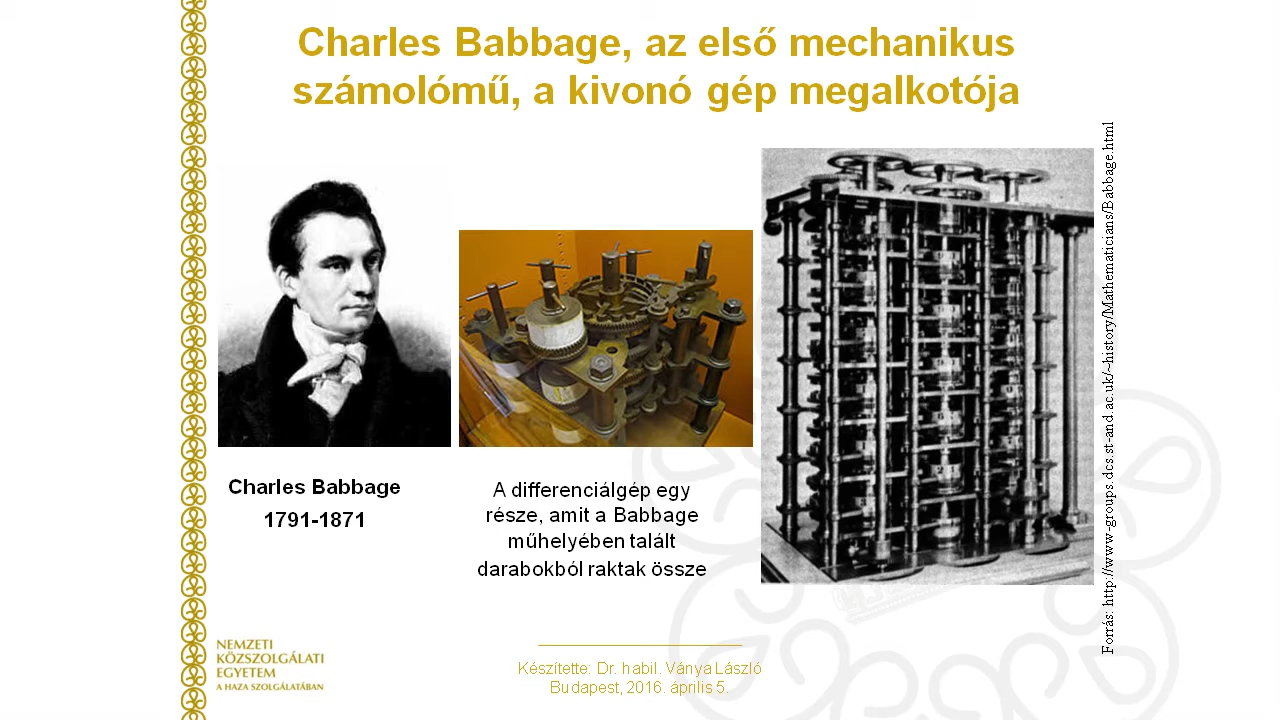 Charles Babbage, az első mechanikus
számolómű, a kivonó gép megalkotója
Charles Babbage
1791-1871
A differenciálgép egy
része, amit a Babbage
műhelyében talált
darabokból raktak össze
Forrás: http://www-groups.dcs.st-and.ac.uk/~history/Mathematicians/Babbage.html
NEMZETI
KÖZSZOLGÁLATI
EGYETEM
A HAZA SZOLGÁLATÁBAN
Készítette: Dr. habil. Ványa László
Budapest, 2016. április 5.